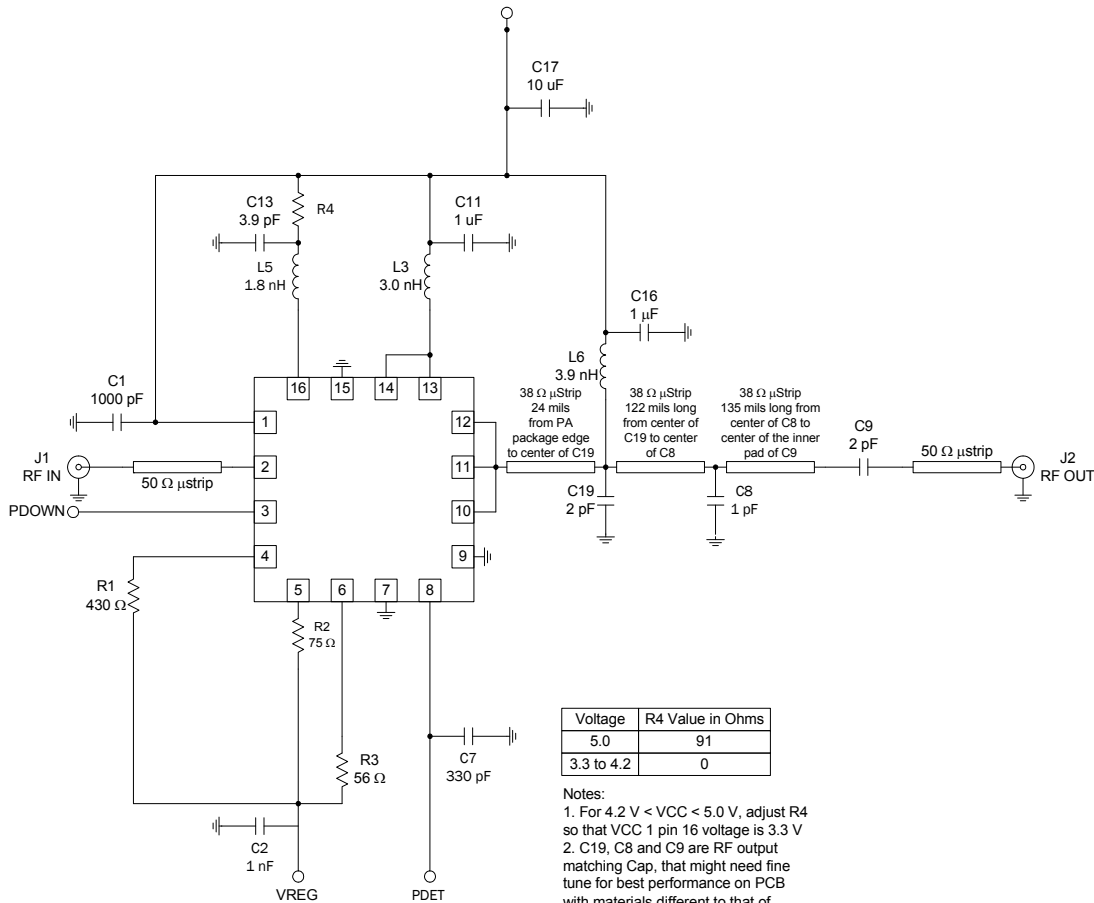 C17
10 uF
C13
3.9 pF
R4
C11
1 uF
L5
1.8 nH
L3
3.0 nH
C16
1 μF
L6
3.9 nH
C1
1000 pF
16
15
14
13
1
2
3
4
12
11
10
9
5
6
7
8
J1
RF IN
50 Ω μstrip
PDOWN
38 Ω μStrip
24 mils
from PA
package edge
to center of C19
38 Ω μStrip
122 mils long
from center of
C19 to center
of C8
38 Ω μStrip
135 mils long from
center of C8 to
center of the inner
pad of C9
C9
2 pF
50 Ω μstrip
J2
RF OUT
C19
2 pF
C8
1 pF
R1
430 Ω
R2
75 Ω
R3
56 Ω
C7
330 pF
C2
1 nF
VREG
PDET
Voltage R4 Value in Ohms
5.0 91
3.3 to 4.2 0
Notes:
1. For 4.2 V < VCC < 5.0 V, adjust R4
so that VCC 1 pin 16 voltage is 3.3 V
2. C19, C8 and C9 are RF output
matching Cap, that might need fine
tune for best performance on PCB
with materials different to that of